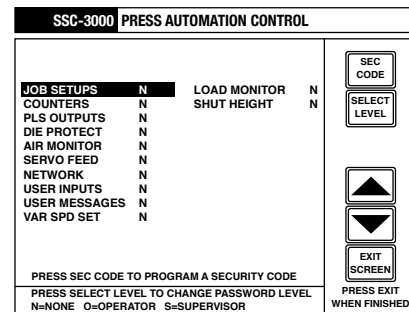 SSC-3000 PRESS AUTOMATION CONTROL
JOB SETUPS N LOAD MONITOR N
COUNTERS N SHUT HEIGHT N
PLS OUTPUTS N
DIE PROTECT N
AIR MONITOR N
SERVO FEED N
NETWORK N
USER INPUTS N
USER MESSAGES N
VAR SPD SET N
PRESS SEC CODE TO PROGRAM A SECURITY CODE
PRESS SELECT LEVEL TO CHANGE PASSWORD LEVEL
N=NONE O=OPERATOR S=SUPERVISOR
SEC
CODE
SELECT
LEVEL
EXIT
SCREEN
PRESS EXIT
WHEN FINISHED